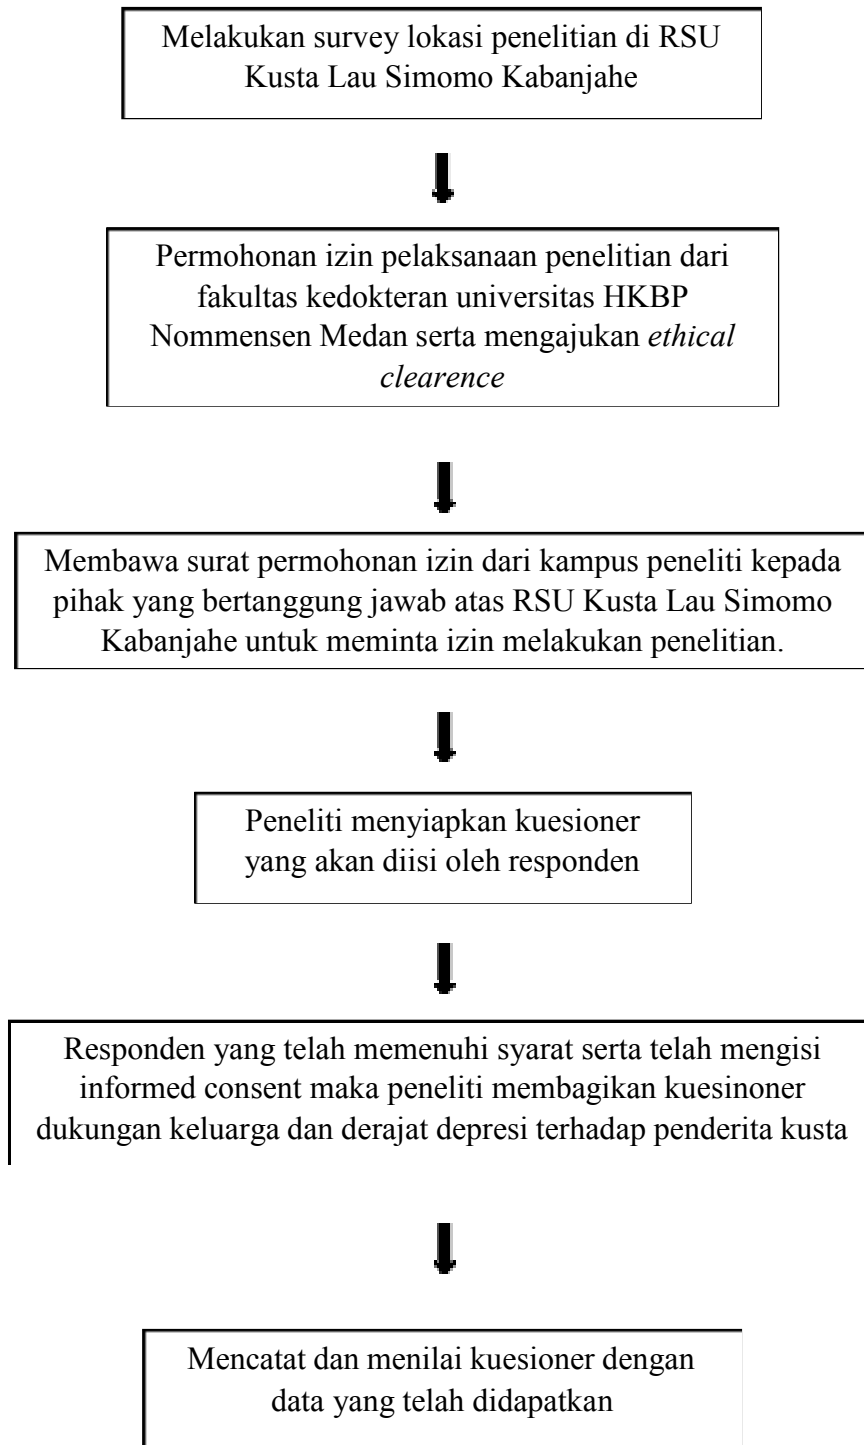 Melakukan survey lokasi penelitian di RSU
Kusta Lau Simomo Kabanjahe
Permohonan izin pelaksanaan penelitian dari
fakultas kedokteran universitas HKBP
Nommensen Medan serta mengajukan ethical
clearence
Membawa surat permohonan izin dari kampus peneliti kepada
pihak yang bertanggung jawab atas RSU Kusta Lau Simomo
Kabanjahe untuk meminta izin melakukan penelitian.
Peneliti menyiapkan kuesioner
yang akan diisi oleh responden
Responden yang telah memenuhi syarat serta telah mengisi
informed consent maka peneliti membagikan kuesinoner
dukungan keluarga dan derajat depresi terhadap penderita kusta
Mencatat dan menilai kuesioner dengan
data yang telah didapatkan